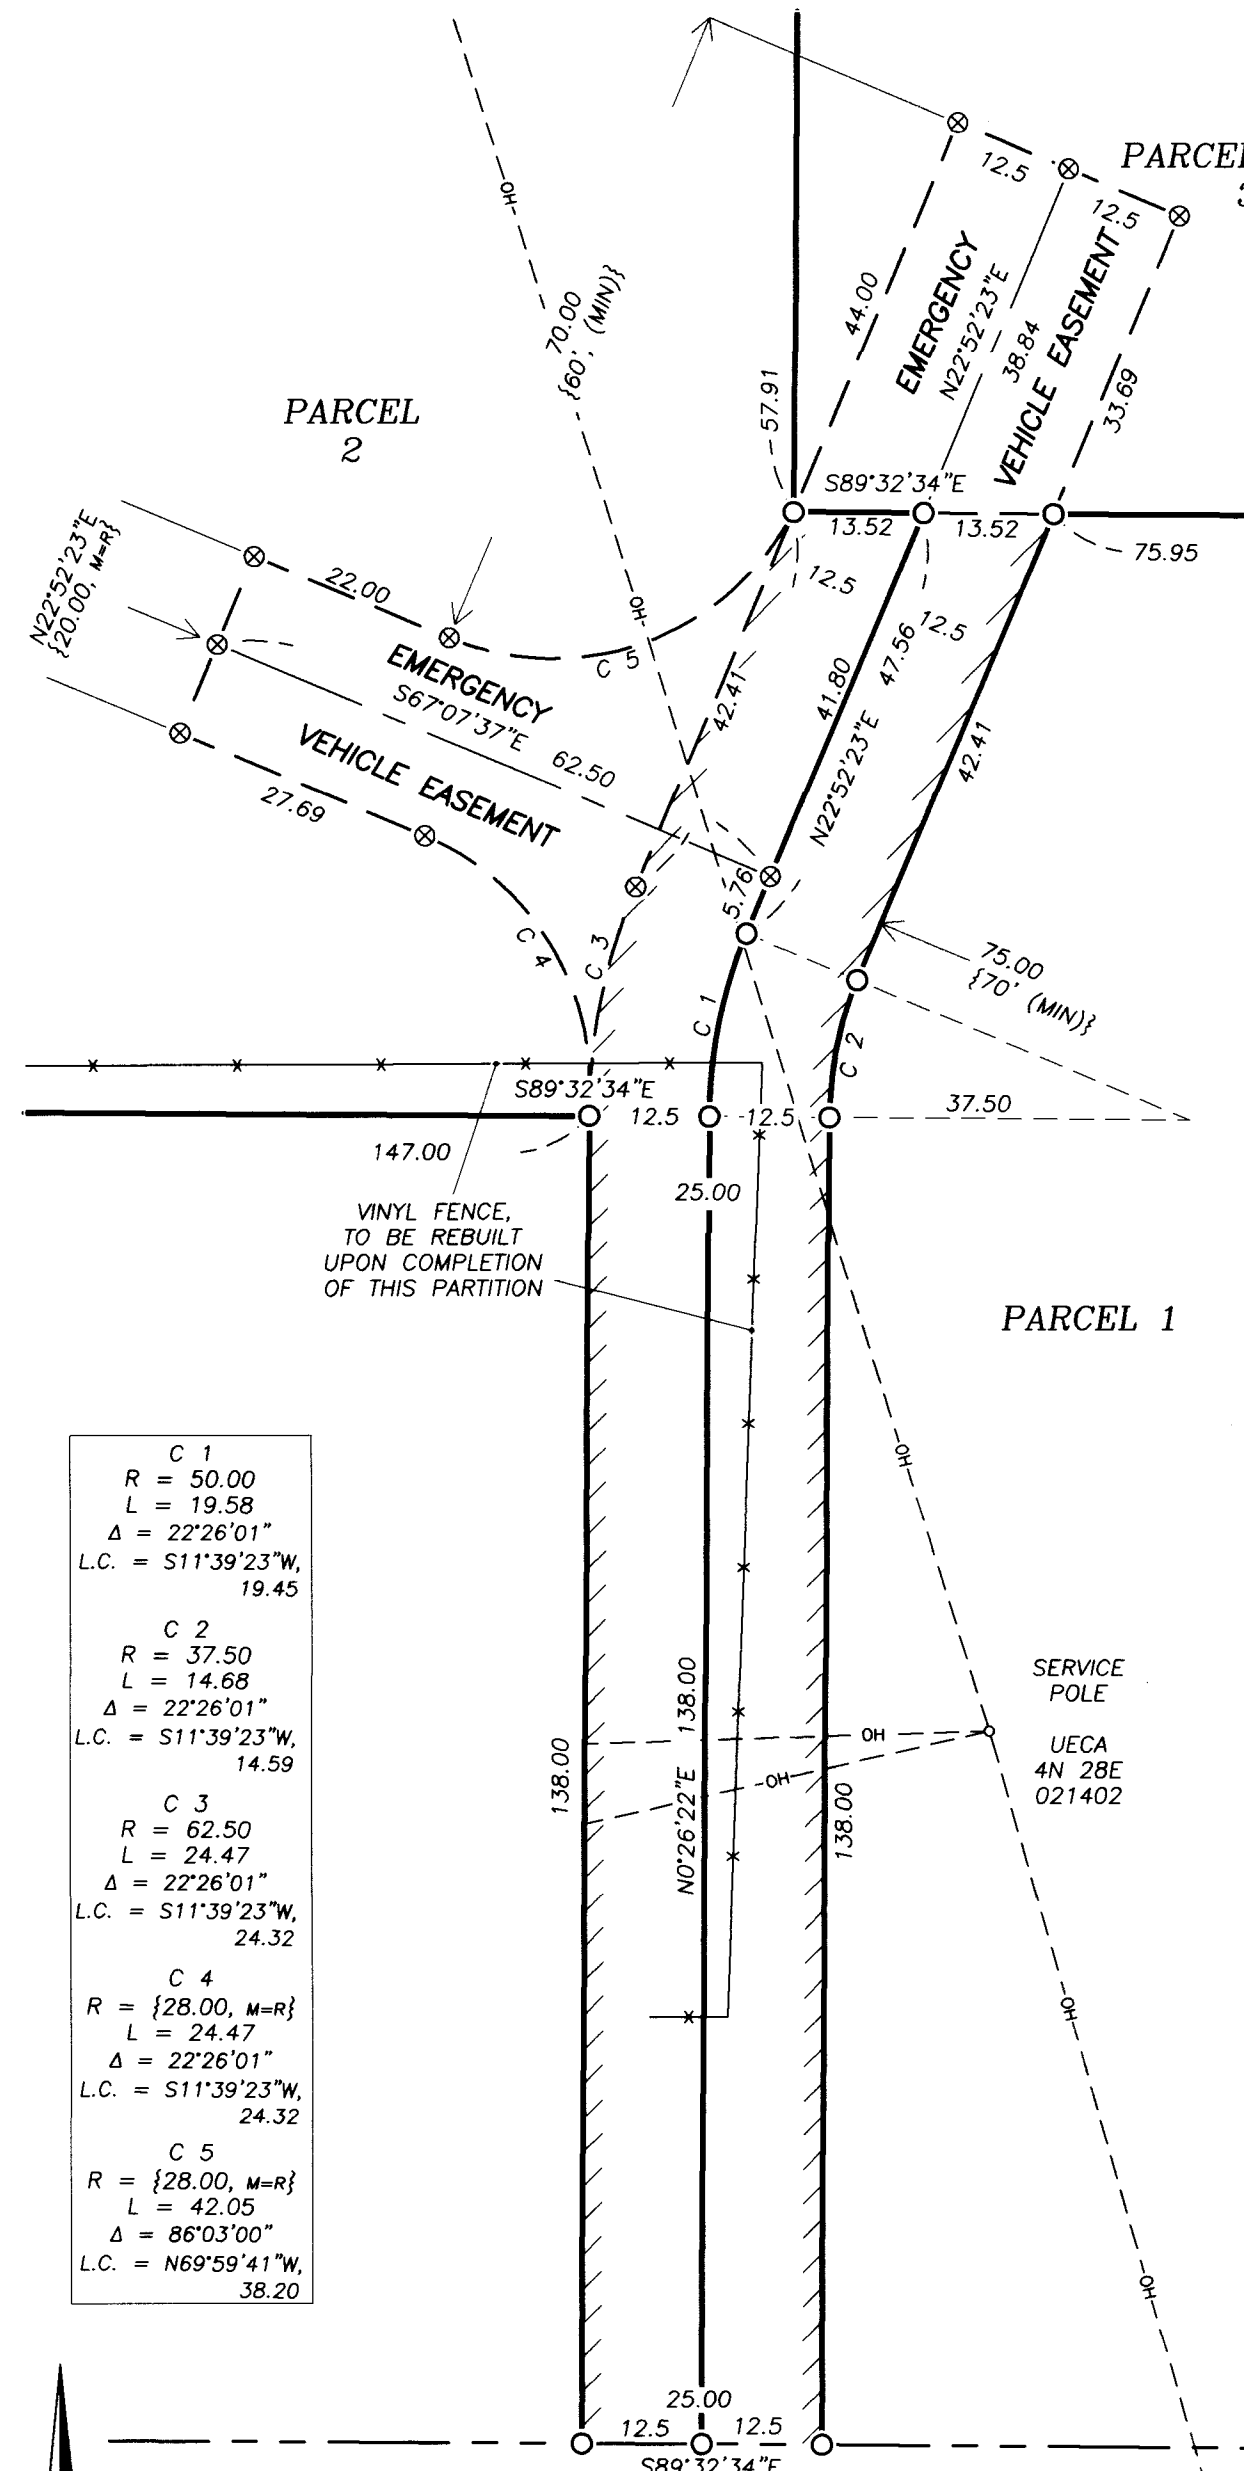 12.5
PARCEL
12.5
OH
EMERGENCY
N22°52'23"E
VEHICLE EASEMENT
44.00
38.84
33.69
70.00
{60', (MIN)}
57.91
PARCEL
2
S89°32'34"E
13.52
13.52
75.95
N22°52'23"E
{20.00, M=R}
22.00
12.5
12.5
OH
C 5
EMERGENCY
S67°07'37"E
62.50
VEHICLE EASEMENT
27.69
42.41
41.80
47.56
N22°52'23"E
42.41
5.76
C 4
C 3
C 1
C 2
75.00
{70' (MIN)}
S89°32'34"E
12.5
12.5
37.50
147.00
25.00
VINYL FENCE,
TO BE REBUILT
UPON COMPLETION
OF THIS PARTITION
PARCEL 1
OH
C 1
R = 50.00
L = 19.58
Δ = 22°26'01"
L.C. = S11°39'23"W,
19.45
C 2
R = 37.50
L = 14.68
Δ = 22°26'01"
L.C. = S11°39'23"W,
14.59
C 3
R = 62.50
L = 24.47
Δ = 22°26'01"
L.C. = S11°39'23"W,
24.32
C 4
R = {28.00, M=R}
L = 24.47
Δ = 22°26'01"
L.C. = S11°39'23"W,
24.32
C 5
R = {28.00, M=R}
L = 42.05
Δ = 86°03'00"
L.C. = N69°59'41"W,
38.20
138.00
N0°26'22"E
138.00
138.00
OH
OH
SERVICE
POLE
UECA
4N 28E
021402
OH
OH
25.00
12.5
12.5
S89°32'34"E